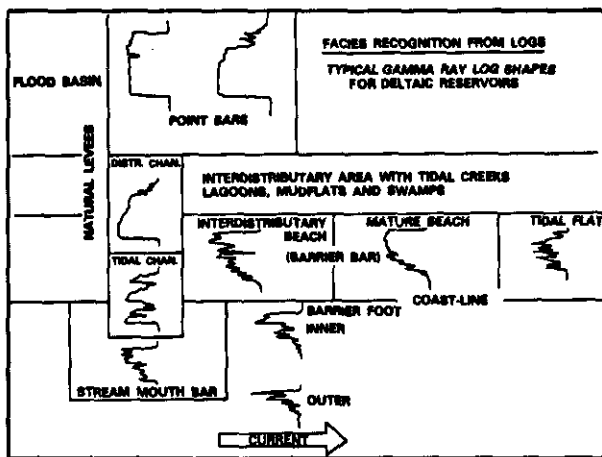 FACIES RECOGNITION FROM LOGS
TYPICAL GAMMA RAY LOG SHAPES
FOR DELTAIC RESERVOIRS
FLOOD BASIN
POINT BARS
NATURAL LEVEES
DISTR. CHAN.
INTERDISTRIBUTARY AREA WITH TIDAL CREEKS
LAGOONS, MUDFLATS AND SWAMPS
INTERDISTRIBUTARY
BEACH
(BARRIER BAR)
MATURE BEACH
TIDAL FLAT
TIDAL CHAN.
COAST-LINE
BARRIER FOOT
INNER
STREAM MOUTH BAR
OUTER
CURRENT